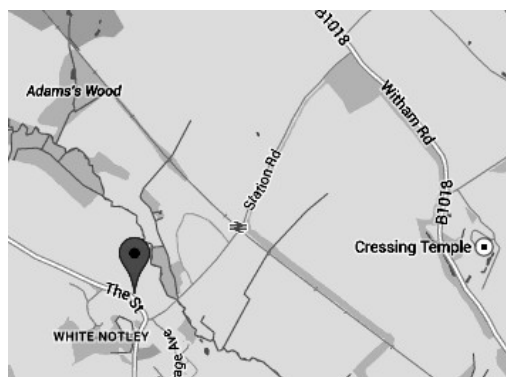 B1018
Adams's Wood
Witham Rd
Station Rd
B1018
Cressing Temple
The St
WHITE NOTLEY
age Ave